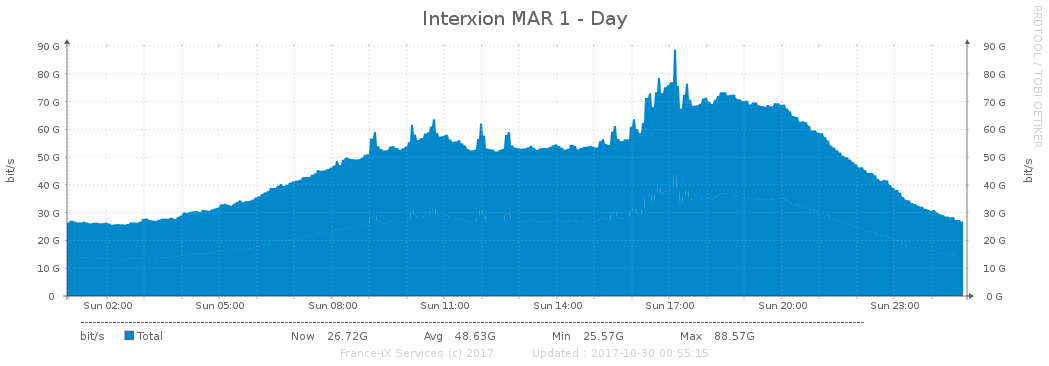 Interxion MAR 1 - Day
RRDTOOL / TOBI OETIKER
bit/s
90 G 90 G
80 G 80 G
70 G 70 G
60 G 60 G
50 G 50 G
40 G 40 G
30 G 30 G
20 G 20 G
10 G 10 G
0 0 G
bit/s
Sun 02:00 Sun 05:00 Sun 08:00 Sun 11:00 Sun 14:00 Sun 17:00 Sun 20:00 Sun 23:00
bit/s Total Now 26.72G Avg 48.63G Min 25.57G Max 88.57G
France-IX Services (c) 2017 Updated : 2017-10-30 00:55:15